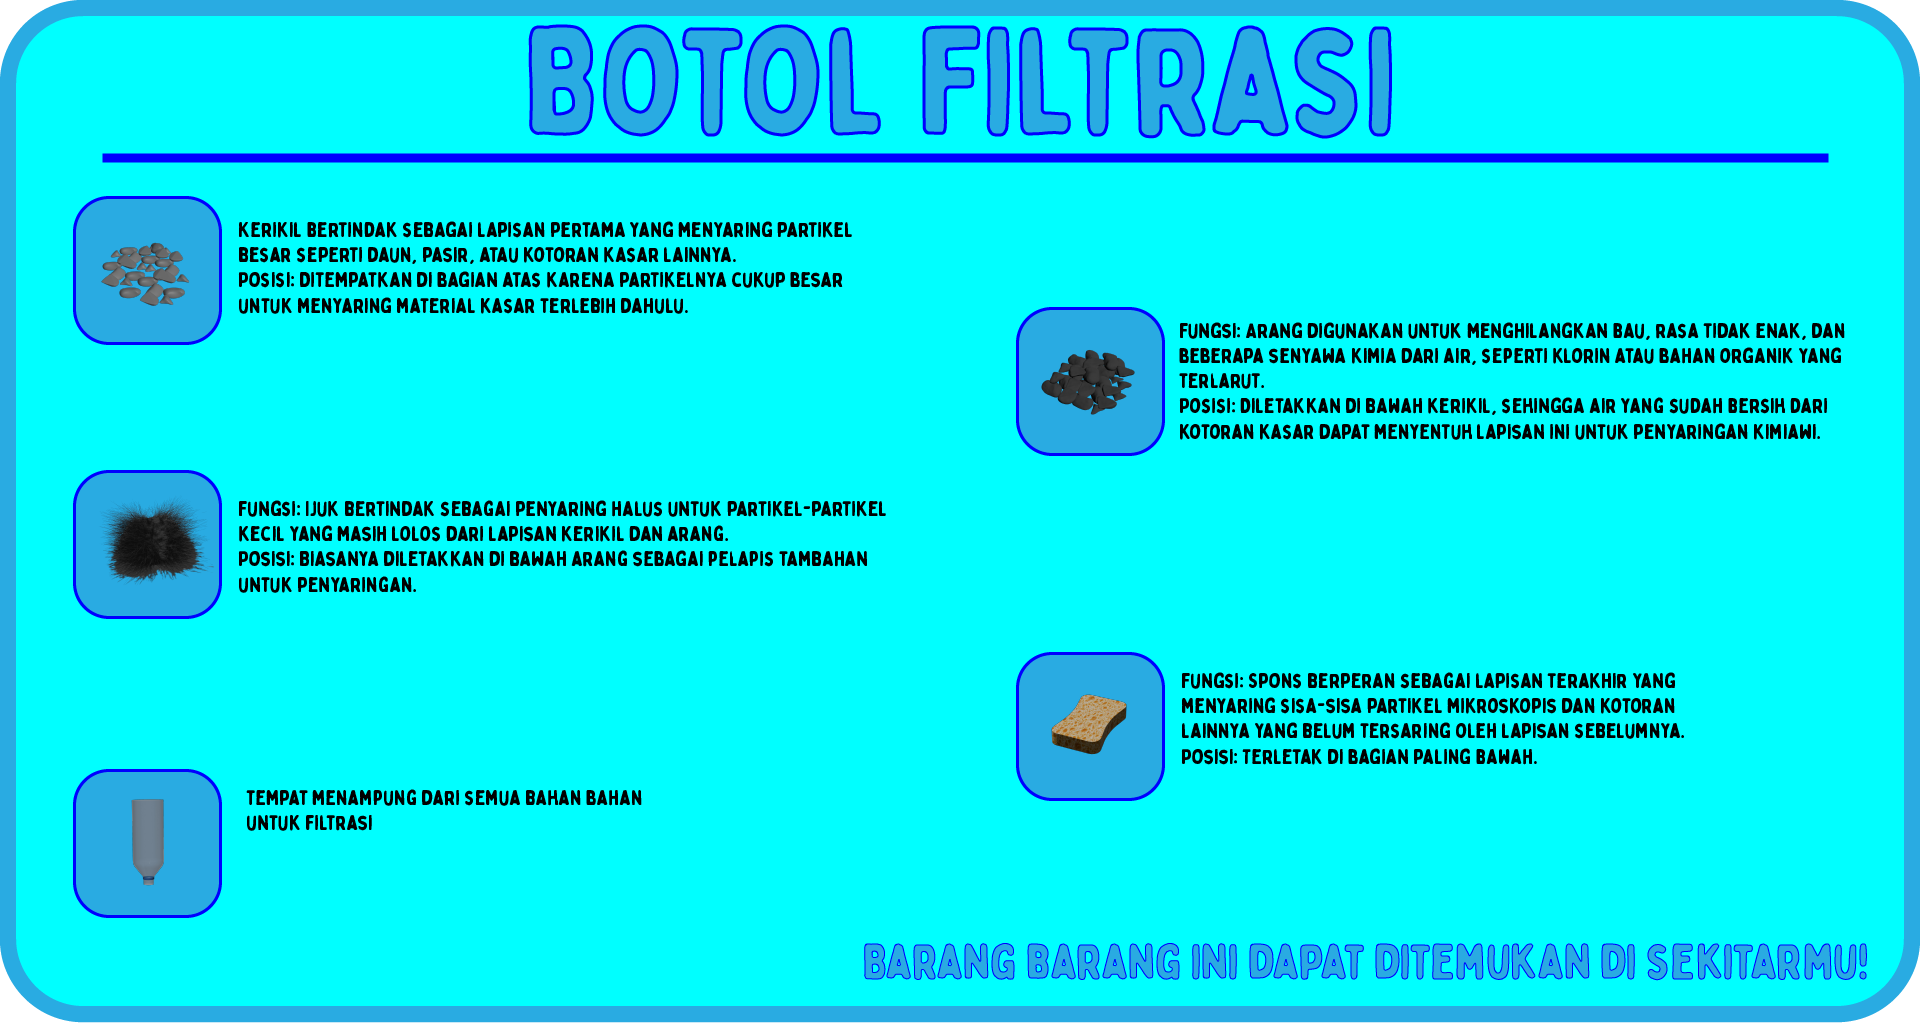 BOTOL FILTRASI
KERIKIL BERTINDAK SEBAGAI LAPISAN PERTAMA YANG MENYARING PARTIKEL
BESAR SEPERTI DAUN, PASIR, ATAU KOTORAN KASAR LAINNYA.
POSISI: DITEMPATKAN DI BAGIAN ATAS KARENA PARTIKELNYA CUKUP BESAR
UNTUK MENYARING MATERIAL KASAR TERLEBIH DAHULU.
FUNGSI: ARANG DIGUNAKAN UNTUK MENGHILANGKAN BAU, RASA TIDAK ENAK, DAN
BEBERAPA SENYAWA KIMIA DARI AIR, SEPERTI KLORIN ATAU BAHAN ORGANIK YANG
TERLARUT.
POSISI: DILETAKKAN DI BAWAH KERIKIL, SEHINGGA AIR YANG SUDAH BERSIH DARI
KOTORAN KASAR DAPAT MENYENTUH LAPISAN INI UNTUK PENYARINGAN KIMIAWI.
FUNGSI: IJUK BERTINDAK SEBAGAI PENYARING HALUS UNTUK PARTIKEL-PARTIKEL
KECIL YANG MASIH LOLOS DARI LAPISAN KERIKIL DAN ARANG.
POSISI: BIASANYA DILETAKKAN DI BAWAH ARANG SEBAGAI PELAPIS TAMBAHAN
UNTUK PENYARINGAN.
FUNGSI: SPONS BERPERAN SEBAGAI LAPISAN TERAKHIR YANG
MENYARING SISA-SISA PARTIKEL MIKROSKOPIS DAN KOTORAN
LAINNYA YANG BELUM TERSARING OLEH LAPISAN SEBELUMNYA.
POSISI: TERLETAK DI BAGIAN PALING BAWAH.
TEMPAT MENAMPUNG DARI SEMUA BAHAN BAHAN
UNTUK FILTRASI
BARANG BARANG INI DAPAT DITEMUKAN DI SEKITARMU!